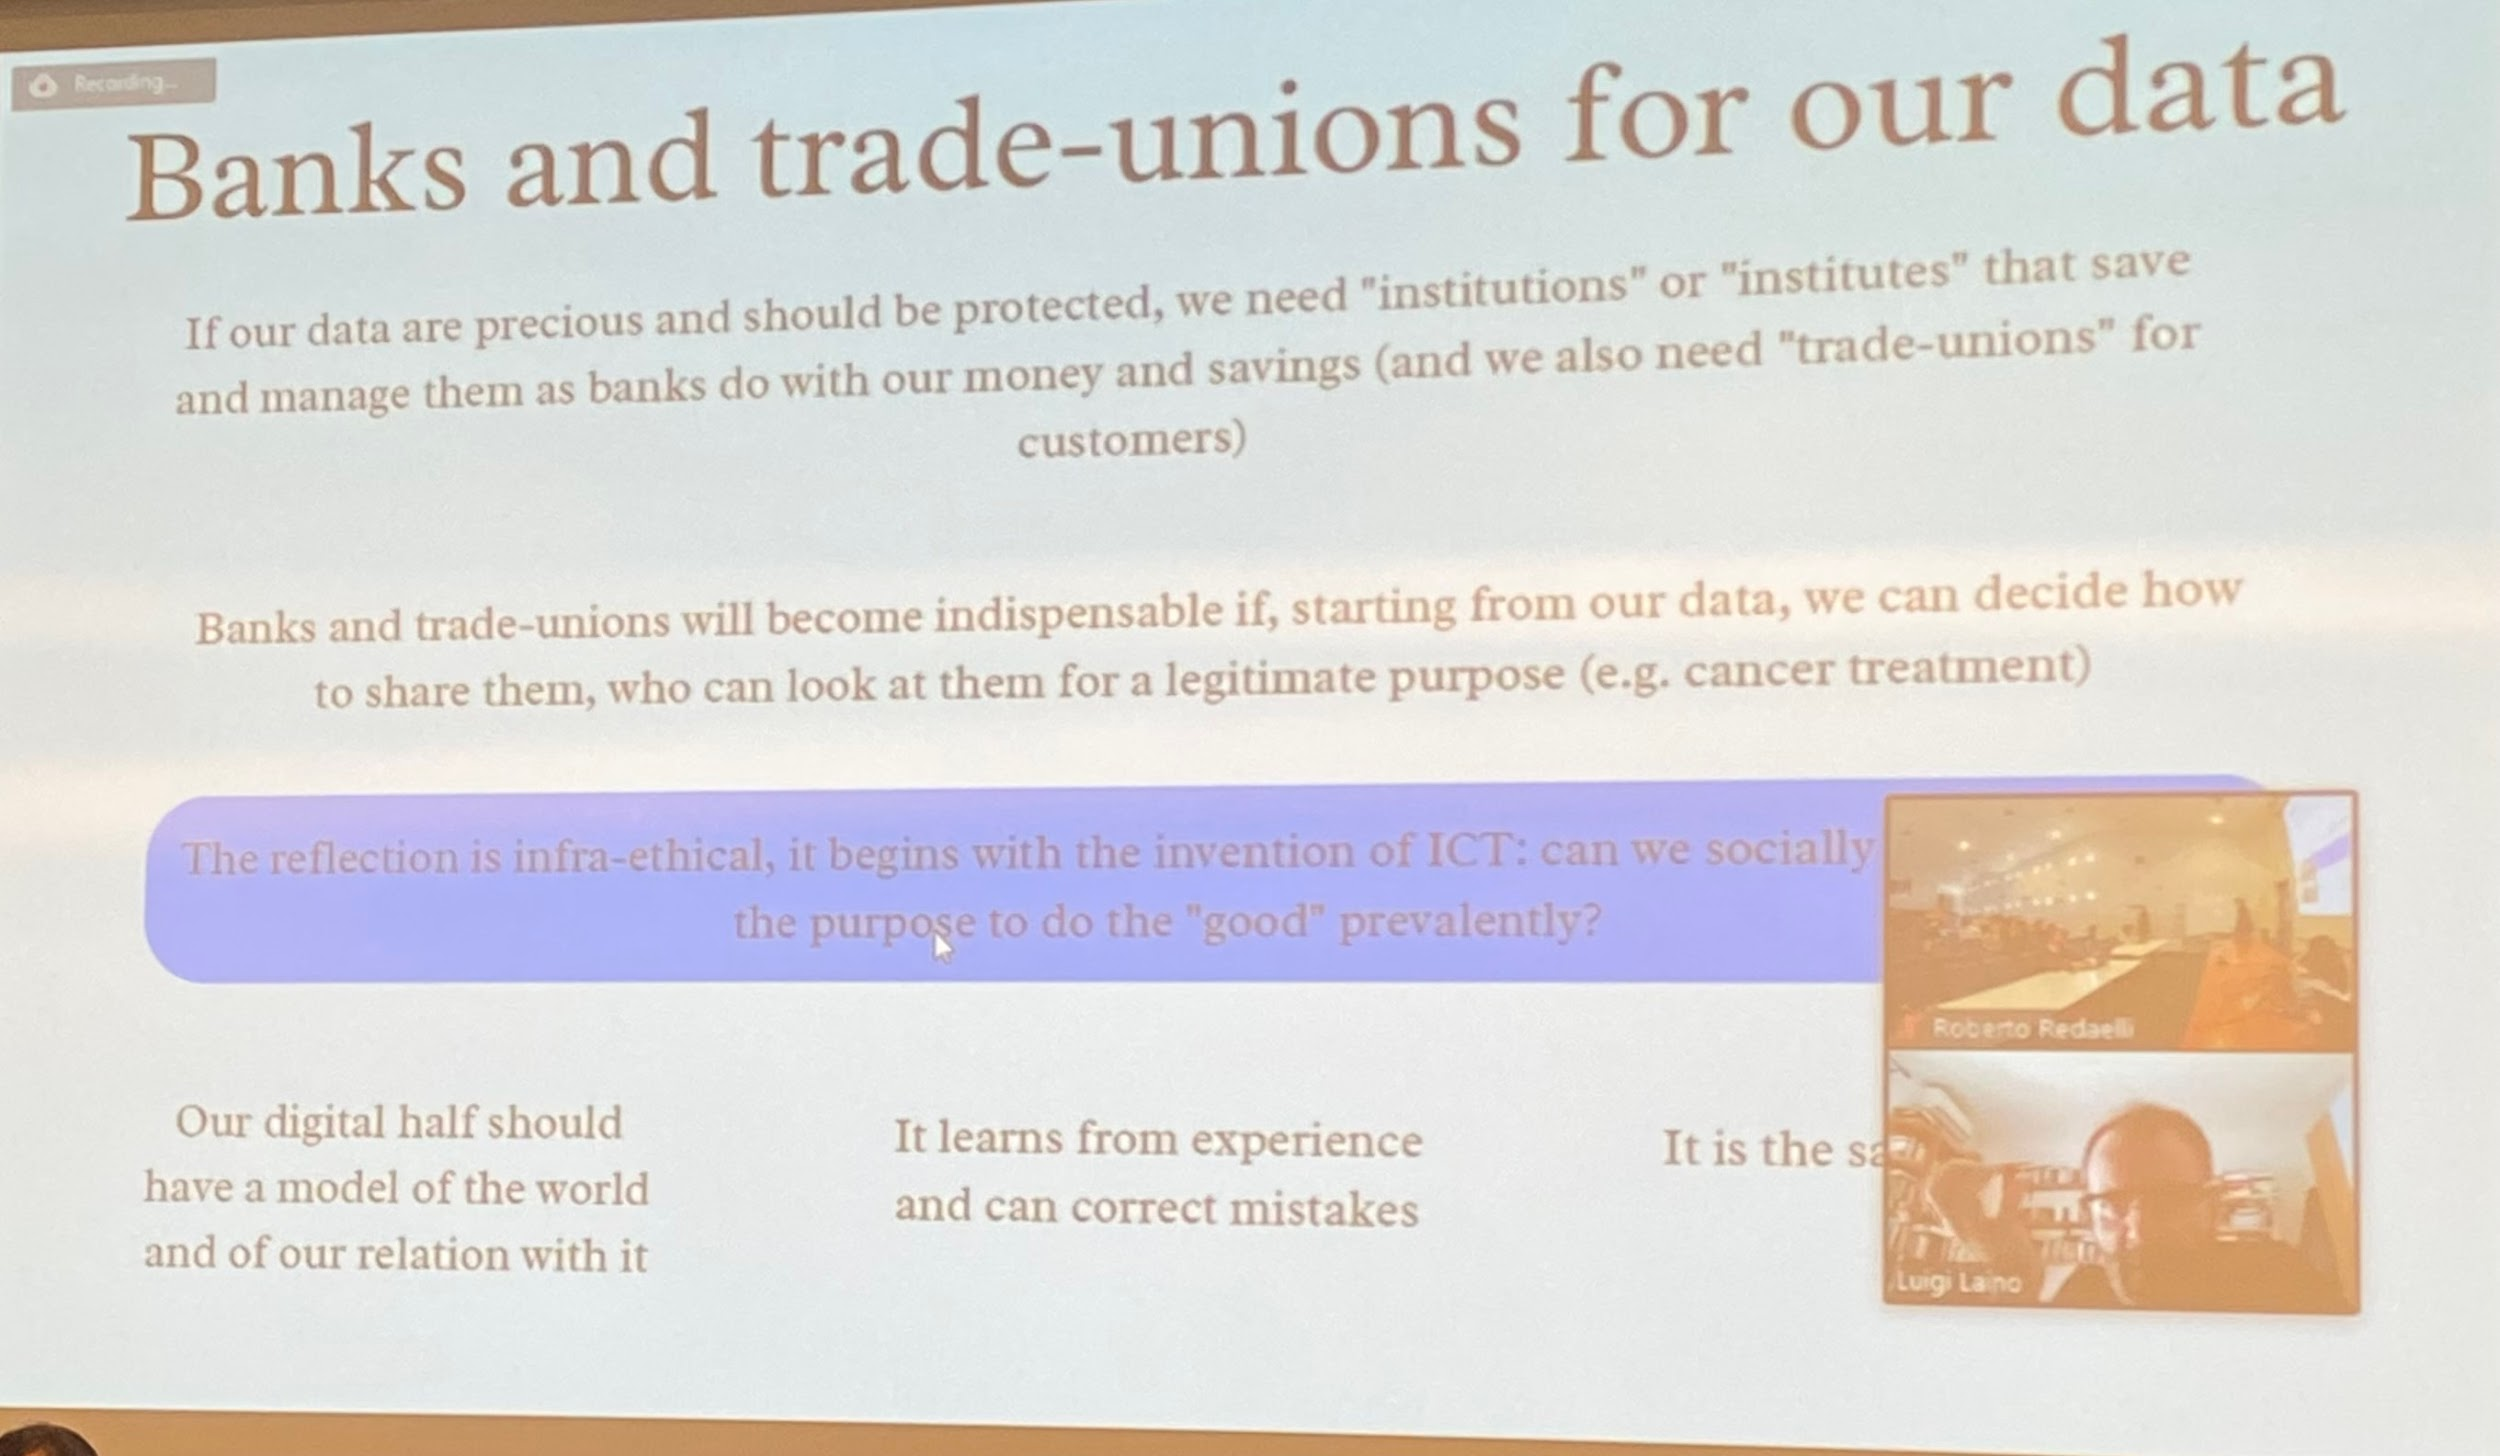 Recording...
Banks and trade-unions for our data
If our data are precious and should be protected, we need "institutions" or "institutes" that save
and manage them as banks do with our money and savings (and we also need "trade-unions" for
customers)
Banks and trade-unions will become indispensable if, starting from our data, we can decide how
to share them, who can look at them for a legitimate purpose (e.g. cancer treatment)
The reflection is infra-ethical, it begins with the invention of ICT: can we socially
the purpose to do the "good" prevalently?
Roberto Redaelli
Our digital half should
have a model of the world
and of our relation with it
It learns from experience
and can correct mistakes
It is the
Luigi Laino